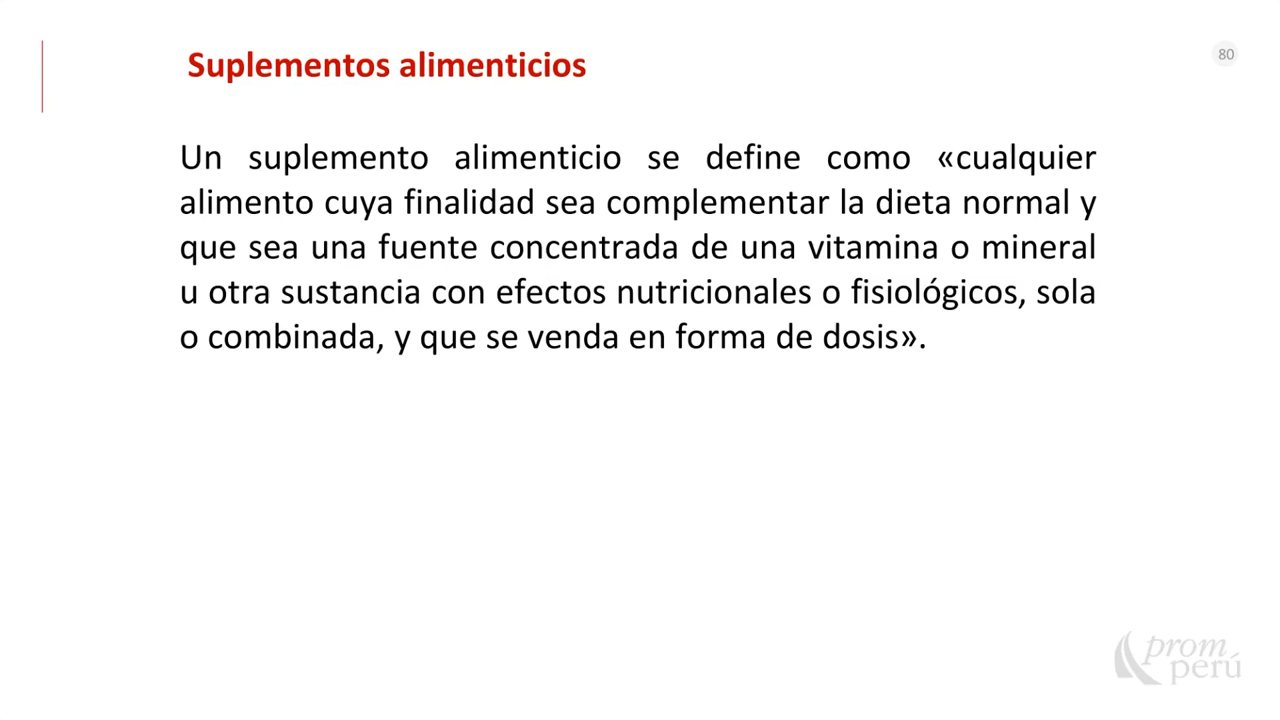 Suplementos alimenticios
80
Un suplemento alimenticio se define como «cualquier
alimento cuya finalidad sea complementar la dieta normal y
que sea una fuente concentrada de una vitamina o mineral
u otra sustancia con efectos nutricionales o fisiológicos, sola
o combinada, y que se venda en forma de dosis».
prom
perú